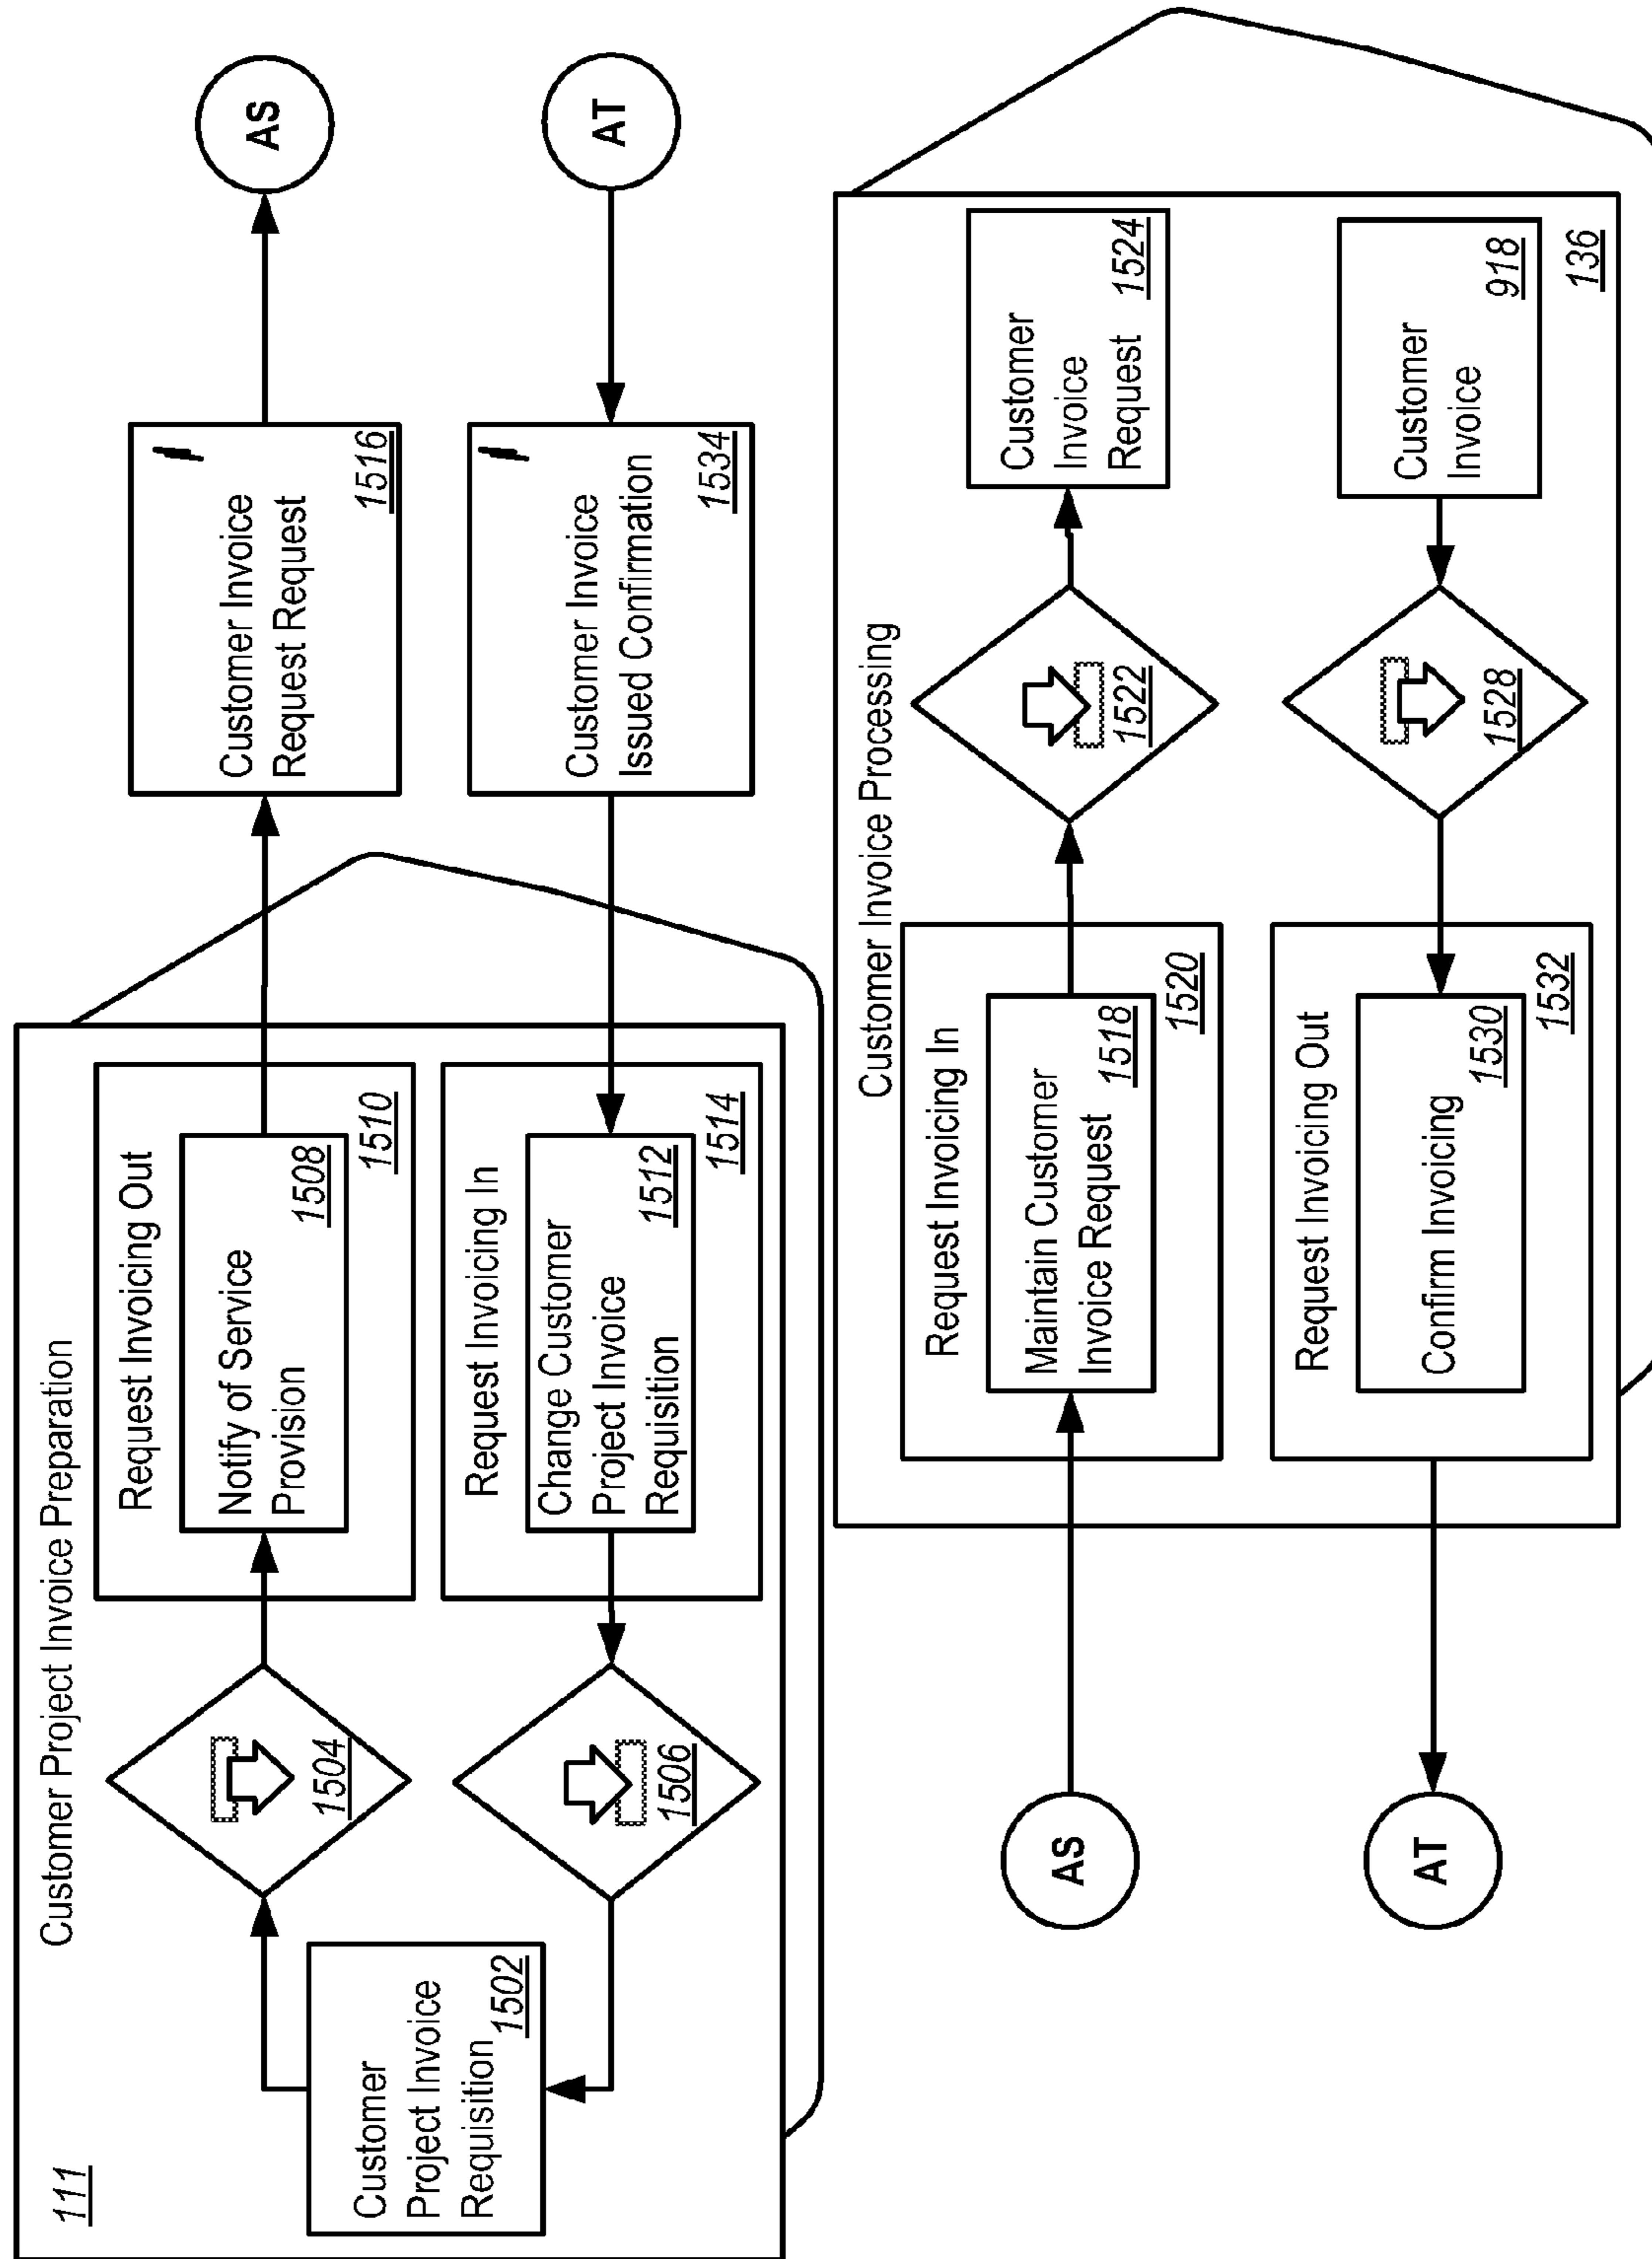 111
Customer Project Invoice Preparation
Customer
Project Invoice
Requisition
1502
1504
Request Invoicing Out
Notify of Service
Provision
1508
1510
Customer Invoice
Request Request
1516
AS
1506
Request Invoicing In
Change Customer
Project Invoice
Requisition
1512
1514
Customer Invoice
Issued Confirmation
1534
AT
Customer Invoice Processing
AS
Request Invoicing In
Maintain Customer
Invoice Request
1518
1520
1522
Customer
Invoice
Request
1524
AT
Request Invoicing Out
Confirm Invoicing
1530
1532
1528
Customer
Invoice
918
136